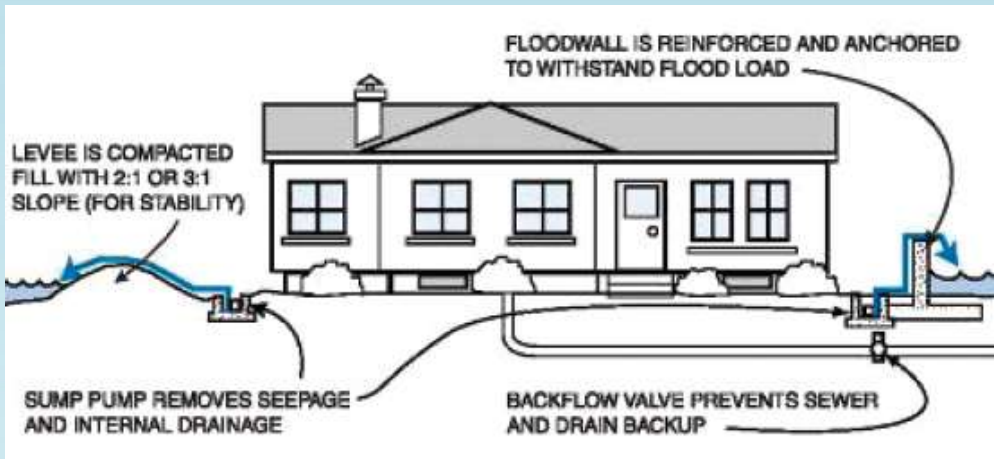 FLOODWALL IS REINFORCED AND ANCHORED
TO WITHSTAND FLOOD LOAD
LEVEE IS COMPACTED
FILL WITH 2:1 OR 3:1
SLOPE (FOR STABILITY)
SUMP PUMP REMOVES SEEPAGE
AND INTERNAL DRAINAGE
BACKFLOW VALVE PREVENTS SEWER
AND DRAIN BACKUP